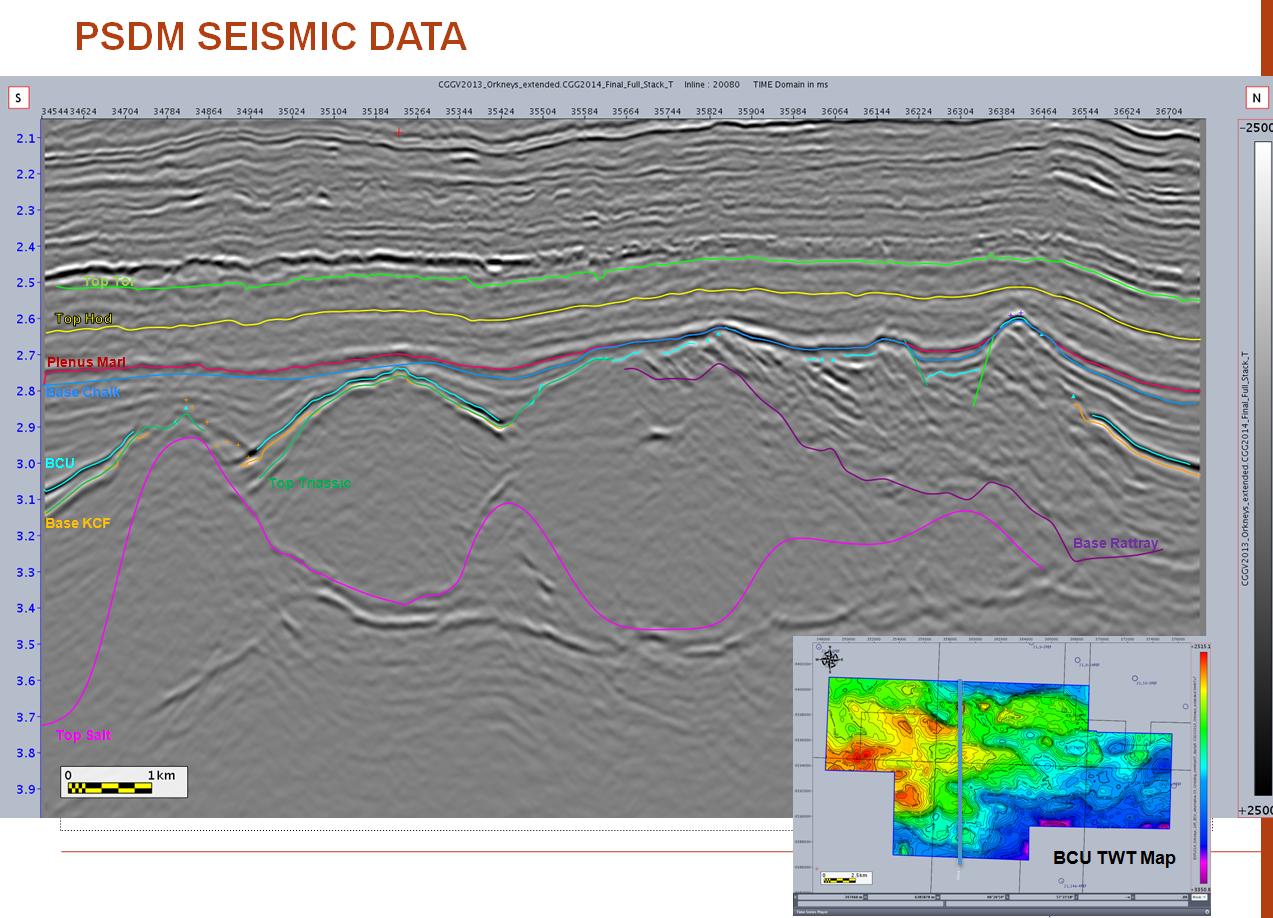 PSDM SEISMIC DATA
CGGV2013_Orkneys_extended.CGG2014_Final_Full_Stack_T Inline : 20080 TIME Domain in ms
S
N
34544 34624 34704 34784 34864 34944 35024 35104 35184 35264 35344 35424 35504 35584 35664 35744 35824 35904 35984 36064 36144 36224 36304 36384 36464 36544 36624 36704
−2500
2.1
2.2
2.3
2.4
2.5
2.6
2.7
2.8
2.9
3.0
3.1
3.2
3.3
3.4
3.5
3.6
3.7
3.8
3.9
Top Tor
Top Hod
Plenus Marl
Base Chalk
BCU
Top Triassic
Base KCF
Base Rattray
Top Salt
0 1km
CGGV2013_Orkneys_extended.CGG2014_Final_Full_Stack_T
+2500
BCU TWT Map
0 2.5km